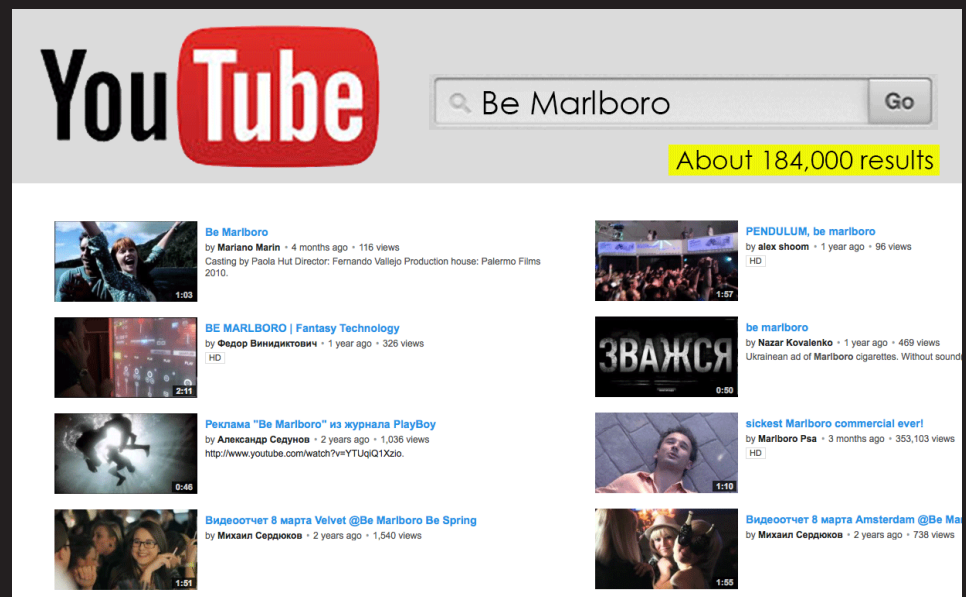 YouTube
Be Marlboro
Go
About 184,000 results
1:03
Be Marlboro
by Mariano Marin • 4 months ago • 116 views
Casting by Paola Hut Director: Fernando Vallejo Production house: Palermo Films
2010.
2:11
BE MARLBORO | Fantasy Technology
by Федор Винидиктович • 1 year ago • 326 views
HD
0:46
Реклама "Be Marlboro" из журнала PlayBoy
by Александр Седунов • 2 years ago • 1,036 views
http://www.youtube.com/watch?v=YTUqiQ1Xzio.
1:51
Видеоотчет 8 марта Velvet @Be Marlboro Be Spring
by Михаил Сердюков • 2 years ago • 1,540 views
1:57
PENDULUM, be marlboro
by alex shoom • 1 year ago • 96 views
HD
ЗВАЖСЯ
0:50
be marlboro
by Nazar Kovalenko • 1 year ago • 469 views
Ukrainean ad of Marlboro cigarettes. Without sound
1:10
sickest Marlboro commercial ever!
by Marlboro Psa • 3 months ago • 353,103 views
HD
1:55
Видеоотчет 8 марта Amsterdam @Be Ma
by Михаил Сердюков • 2 years ago • 738 views